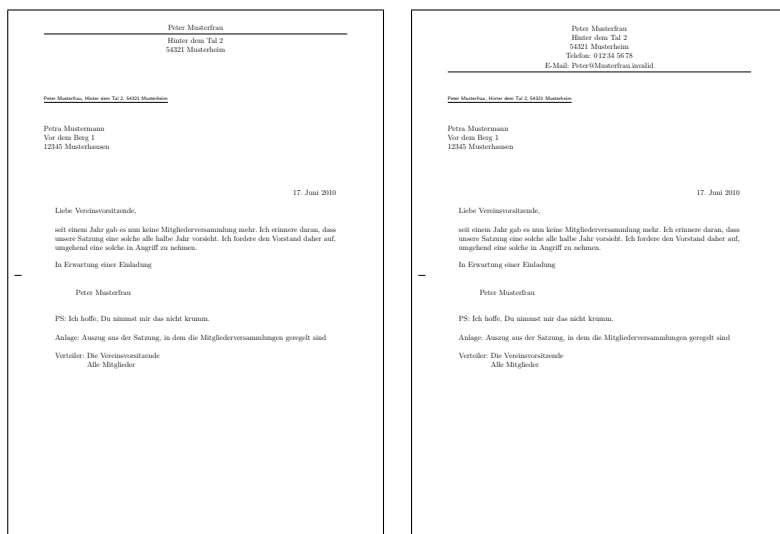 Peter Musterfrau
Hinter dem Tal 2
54321 Musterheim
Peter Musterfrau, Hinter dem Tal 2, 54321 Musterheim
Petra Mustermann
Vor dem Berg 1
12345 Musterhausen
17. Juni 2010
Liebe Vereinsvorsitzende,
seit einem Jahr gab es nun keine Mitgliederversammlung mehr. Ich erinnere daran, dass
unsere Satzung eine solche alle halbe Jahr vorsieht. Ich fordere den Vorstand daher auf,
umgehend eine solche in Angriff zu nehmen.
In Erwartung einer Einladung
Peter Musterfrau
PS: Ich hoffe, Du nimmst mir das nicht krumm.
Anlage: Auszug aus der Satzung, in dem die Mitgliederversammlungen geregelt sind
Verteiler: Die Vereinsvorsitzende
Alle Mitglieder
Peter Musterfrau
Hinter dem Tal 2
54321 Musterheim
Telefon: 0 12 34 56 78
E-Mail: Peter@Musterfrau.invalid
Peter Musterfrau, Hinter dem Tal 2, 54321 Musterheim
Petra Mustermann
Vor dem Berg 1
12345 Musterhausen
17. Juni 2010
Liebe Vereinsvorsitzende,
seit einem Jahr gab es nun keine Mitgliederversammlung mehr. Ich erinnere daran, dass
unsere Satzung eine solche alle halbe Jahr vorsieht. Ich fordere den Vorstand daher auf,
umgehend eine solche in Angriff zu nehmen.
In Erwartung einer Einladung
Peter Musterfrau
PS: Ich hoffe, Du nimmst mir das nicht krumm.
Anlage: Auszug aus der Satzung, in dem die Mitgliederversammlungen geregelt sind
Verteiler: Die Vereinsvorsitzende
Alle Mitglieder